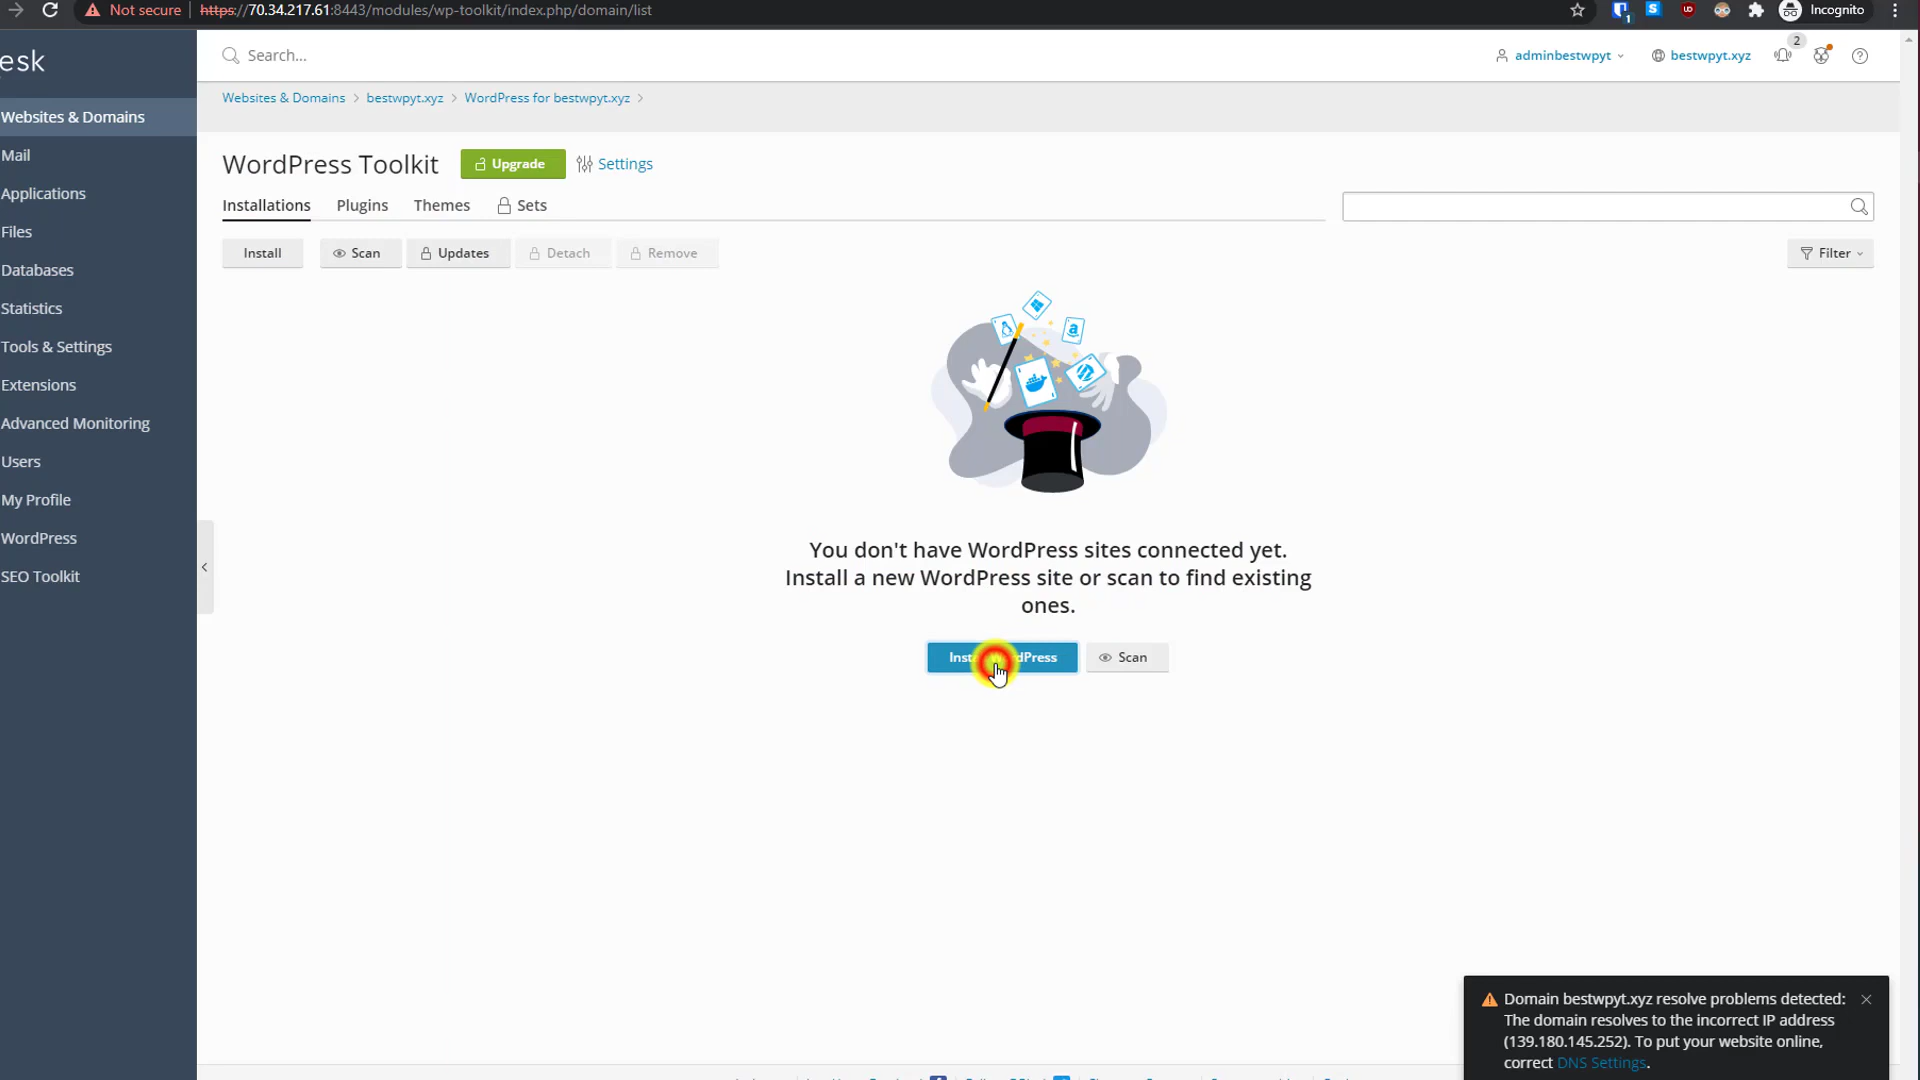 Not secure
https://70.34.217.61:8443/modules/wp-toolkit/index.php/domain/list
1
Incognito
esk
Search...
adminbestwpyt
bestwpyt.xyz
2
Websites & Domains
Mail
Applications
Files
Databases
Statistics
Tools & Settings
Extensions
Advanced Monitoring
Users
My Profile
WordPress
SEO Toolkit
Websites & Domains > bestwpyt.xyz > WordPress for bestwpyt.xyz >
WordPress Toolkit
Upgrade
Settings
Installations
Plugins
Themes
Sets
Install
Scan
Updates
Detach
Remove
Filter
You don't have WordPress sites connected yet.
Install a new WordPress site or scan to find existing
ones.
Scan
Domain bestwpyt.xyz resolve problems detected:
The domain resolves to the incorrect IP address
(139.180.145.252). To put your website online,
correct DNS Settings.